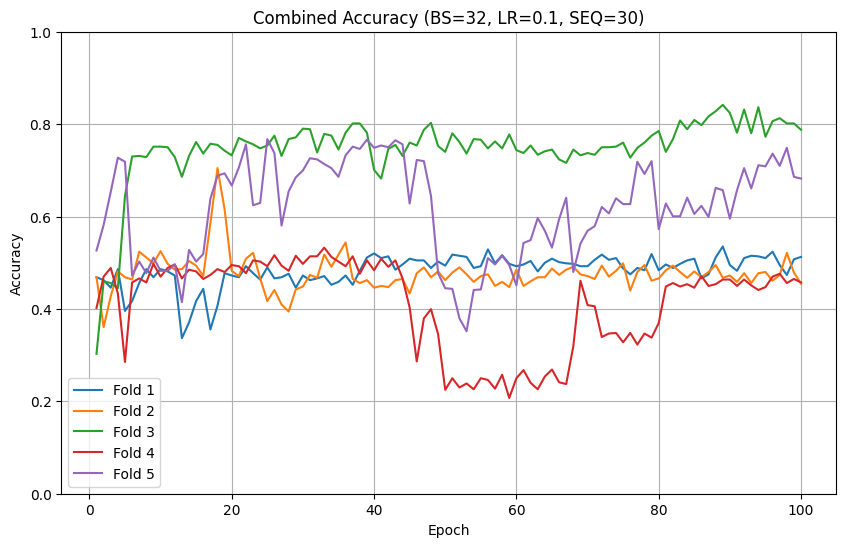 Combined Accuracy (BS=32, LR=0.1, SEQ=30)
Accuracy
1.0
0.8
0.6
0.4
0.2
0.0
Fold 1
Fold 2
Fold 3
Fold 4
Fold 5
0 20 40 60 80 100
Epoch